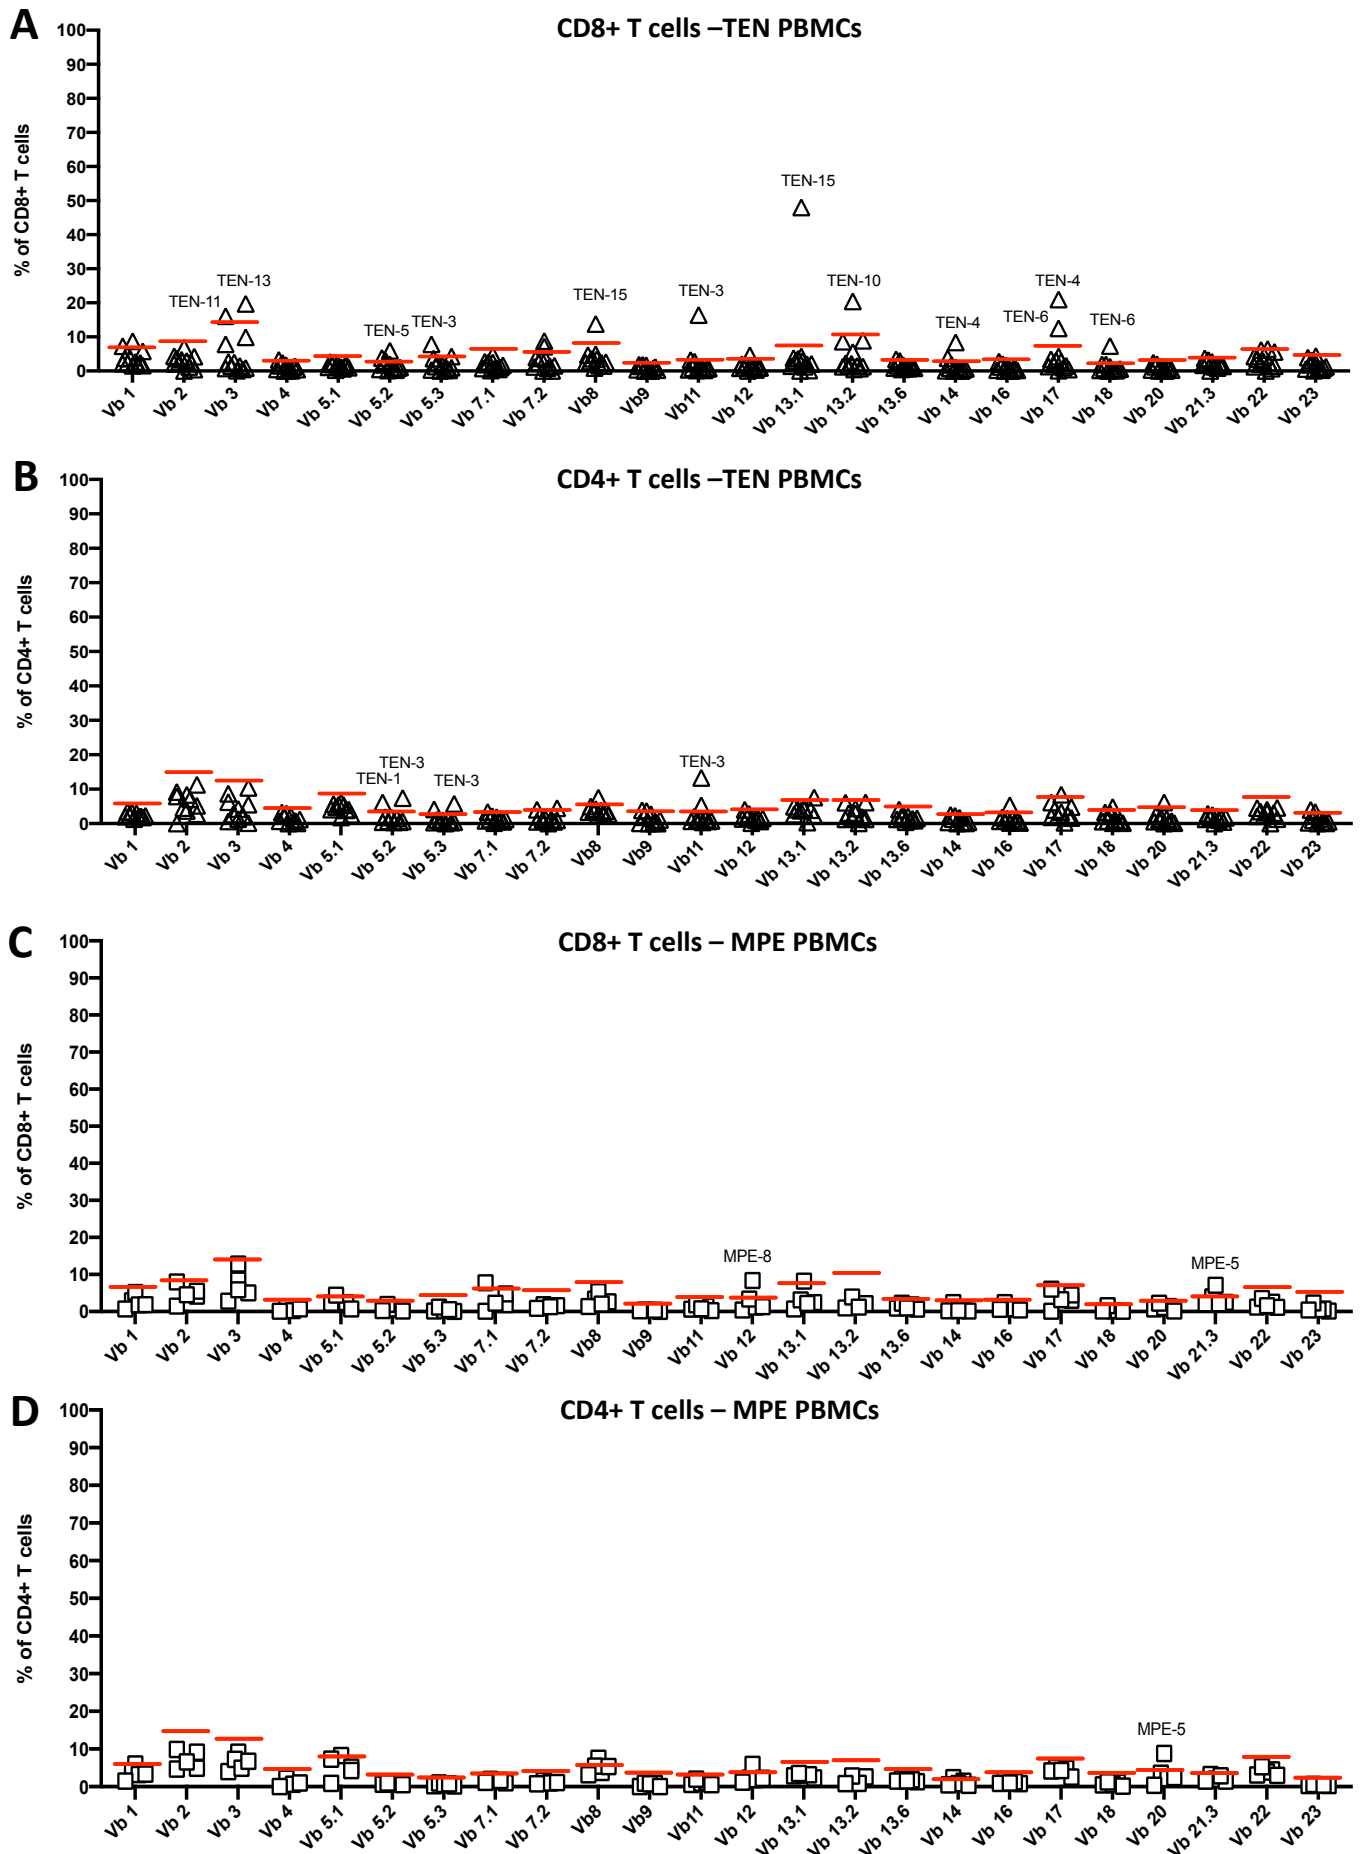 A
CD8+ T cells –TEN PBMCs
% of CD8+ T cells
100
90
80
70
60
50
40
30
20
10
0
TEN-11
TEN-13
TEN-5
TEN-3
TEN-15
TEN-3
TEN-15
TEN-10
TEN-4
TEN-6
TEN-4
TEN-6
Vb 1
Vb 2
Vb 3
Vb 4
Vb 5.1
Vb 5.2
Vb 5.3
Vb 7.1
Vb 7.2
Vb8
Vb9
Vb11
Vb 12
Vb 13.1
Vb 13.2
Vb 13.6
Vb 14
Vb 16
Vb 17
Vb 18
Vb 20
Vb 21.3
Vb 22
Vb 23
B
CD4+ T cells –TEN PBMCs
% of CD4+ T cells
100
90
80
70
60
50
40
30
20
10
0
TEN-1
TEN-3
TEN-3
TEN-3
Vb 1
Vb 2
Vb 3
Vb 4
Vb 5.1
Vb 5.2
Vb 5.3
Vb 7.1
Vb 7.2
Vb8
Vb9
Vb11
Vb 12
Vb 13.1
Vb 13.2
Vb 13.6
Vb 14
Vb 16
Vb 17
Vb 18
Vb 20
Vb 21.3
Vb 22
Vb 23
C
CD8+ T cells – MPE PBMCs
% of CD8+ T cells
100
90
80
70
60
50
40
30
20
10
0
MPE-8
MPE-5
Vb 1
Vb 2
Vb 3
Vb 4
Vb 5.1
Vb 5.2
Vb 5.3
Vb 7.1
Vb 7.2
Vb8
Vb9
Vb11
Vb 12
Vb 13.1
Vb 13.2
Vb 13.6
Vb 14
Vb 16
Vb 17
Vb 18
Vb 20
Vb 21.3
Vb 22
Vb 23
D
CD4+ T cells – MPE PBMCs
% of CD4+ T cells
100
90
80
70
60
50
40
30
20
10
0
MPE-5
Vb 1
Vb 2
Vb 3
Vb 4
Vb 5.1
Vb 5.2
Vb 5.3
Vb 7.1
Vb 7.2
Vb8
Vb9
Vb11
Vb 12
Vb 13.1
Vb 13.2
Vb 13.6
Vb 14
Vb 16
Vb 17
Vb 18
Vb 20
Vb 21.3
Vb 22
Vb 23